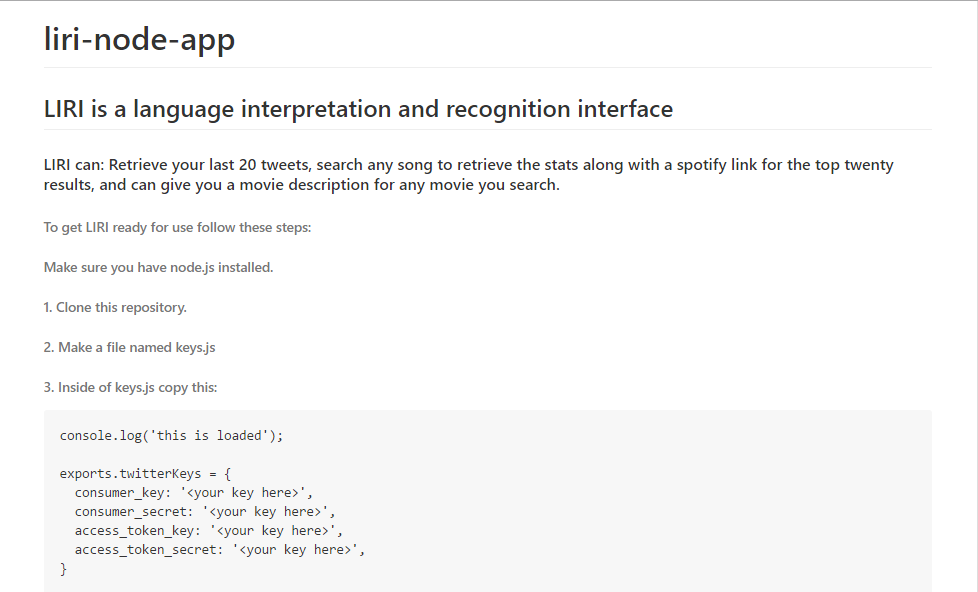 liri-node-app
LIRI is a language interpretation and recognition interface
LIRI can: Retrieve your last 20 tweets, search any song to retrieve the stats along with a spotify link for the top twenty
results, and can give you a movie description for any movie you search.
To get LIRI ready for use follow these steps:
Make sure you have node.js installed.
1. Clone this repository.
2. Make a file named keys.js
3. Inside of keys.js copy this:
console.log('this is loaded');
exports.twitterKeys = {
  consumer_key: '<your key here>',
  consumer_secret: '<your key here>',
  access_token_key: '<your key here>',
  access_token_secret: '<your key here>',
}